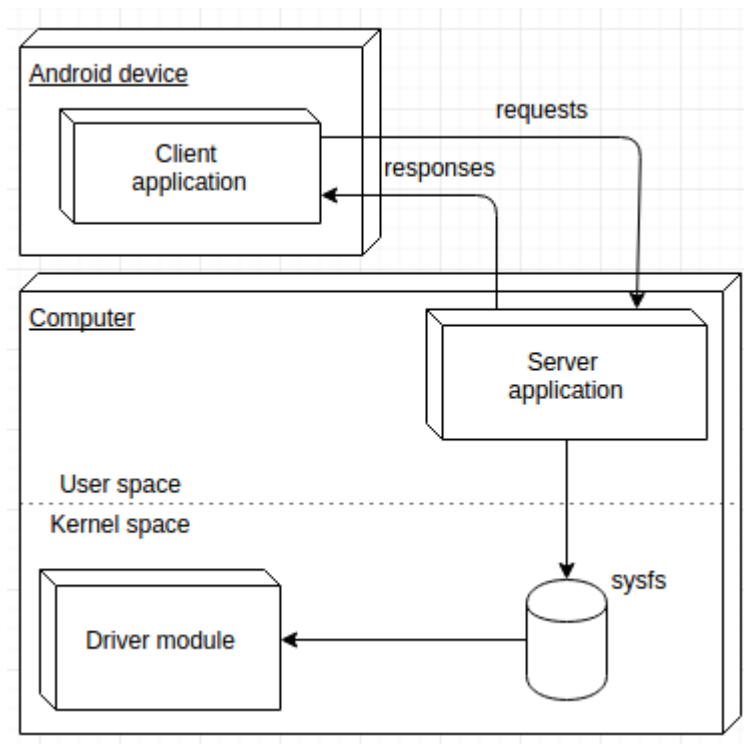 Android device
Client
application
requests
responses
Computer
Server
application
User space
Kernel space
sysfs
Driver module